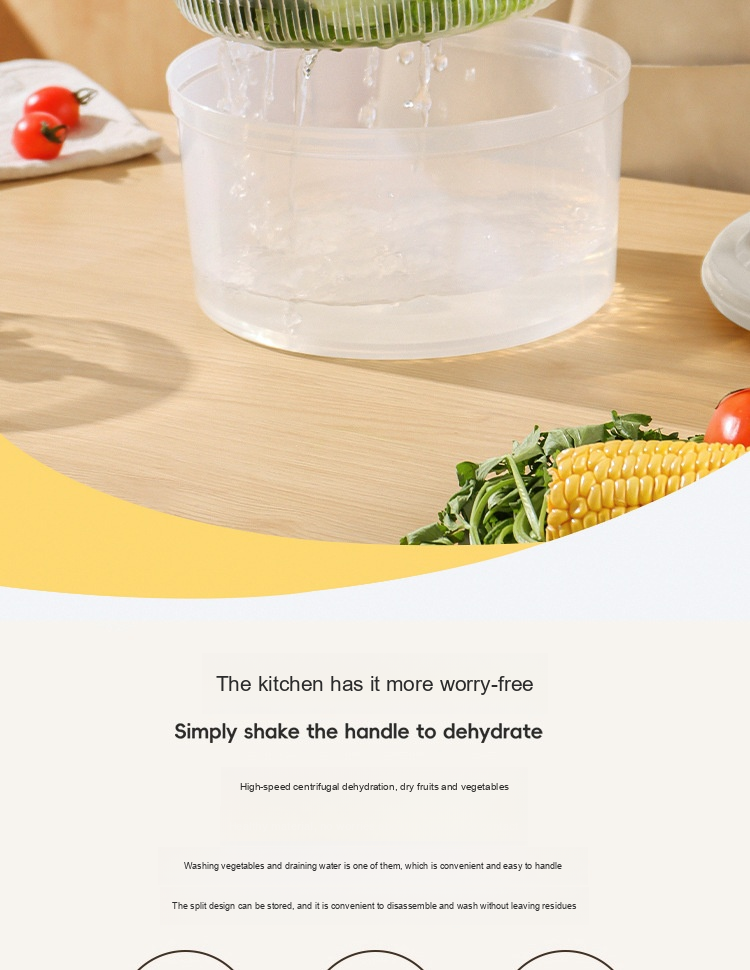 The kitchen has it more worry-free
Simply shake the handle to dehydrate
High-speed centrifugal dehydration, dry fruits and vegetables
Washing vegetables and draining water is one of them, which is convenient and easy to handle
The split design can be stored, and it is convenient to disassemble and wash without leaving residues